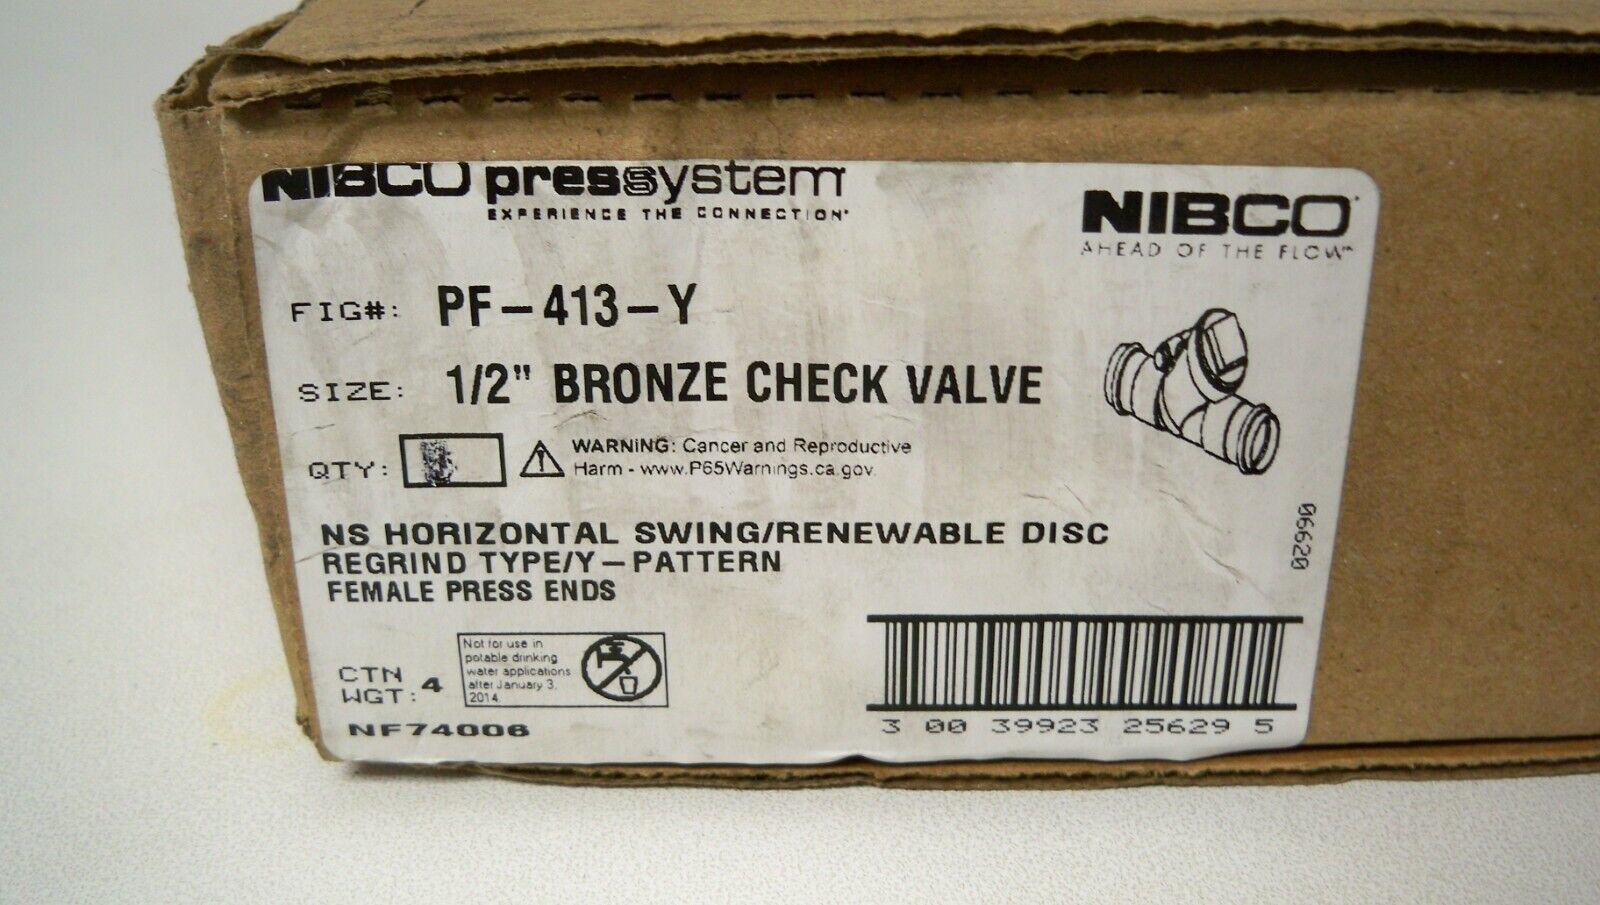 NIBCO pressystem
EXPERIENCE THE CONNECTION®
NIBCO®
AHEAD OF THE FLOW™
FIG#: PF-413-Y
SIZE: 1/2" BRONZE CHECK VALVE
QTY:
WARNING: Cancer and Reproductive
Harm - www.P65Warnings.ca.gov.
NS HORIZONTAL SWING/RENEWABLE DISC
REGRIND TYPE/Y-PATTERN
FEMALE PRESS ENDS
06620
CTN
WGT: 4
Not for use in
potable drinking
water applications
after January 3,
2014.
NF74006
3 00 39923 25629 5